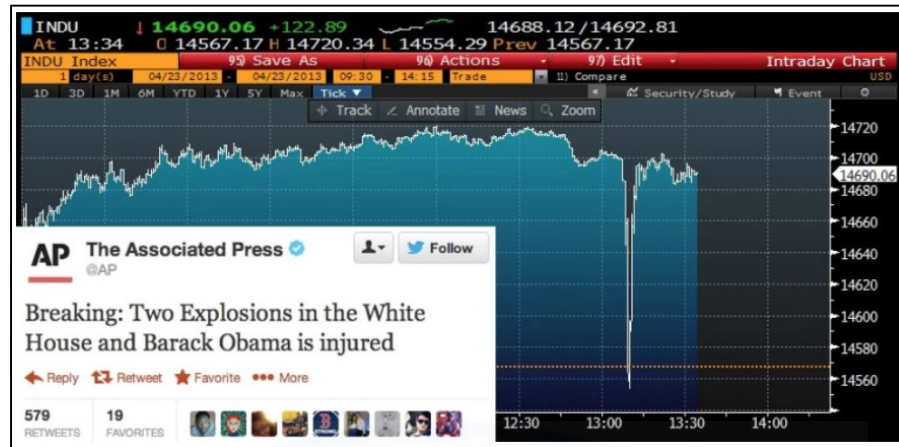 INDU ↓ 14690.06 +122.89 14688.12/14692.81
At 13:34 O 14567.17 H 14720.34 L 14554.29 Prev 14567.17
INDU Index 95) Save As 96) Actions 97) Edit Intraday Chart
1 day(s) 04/23/2013 - 04/23/2013 09:30 - 14:15 Trade 11) Compare USD
1D 3D 1M 6M YTD 1Y 5Y Max Tick ▼ « Security/Study Event
Track Annotate News Zoom
14720
14700
14690.06
14680
14660
14640
14620
14600
14580
14560
12:30 13:00 13:30 14:00
AP The Associated Press Follow
@AP
Breaking: Two Explosions in the White
House and Barack Obama is injured
Reply Retweet Favorite More
579 19
RETWEETS FAVORITES